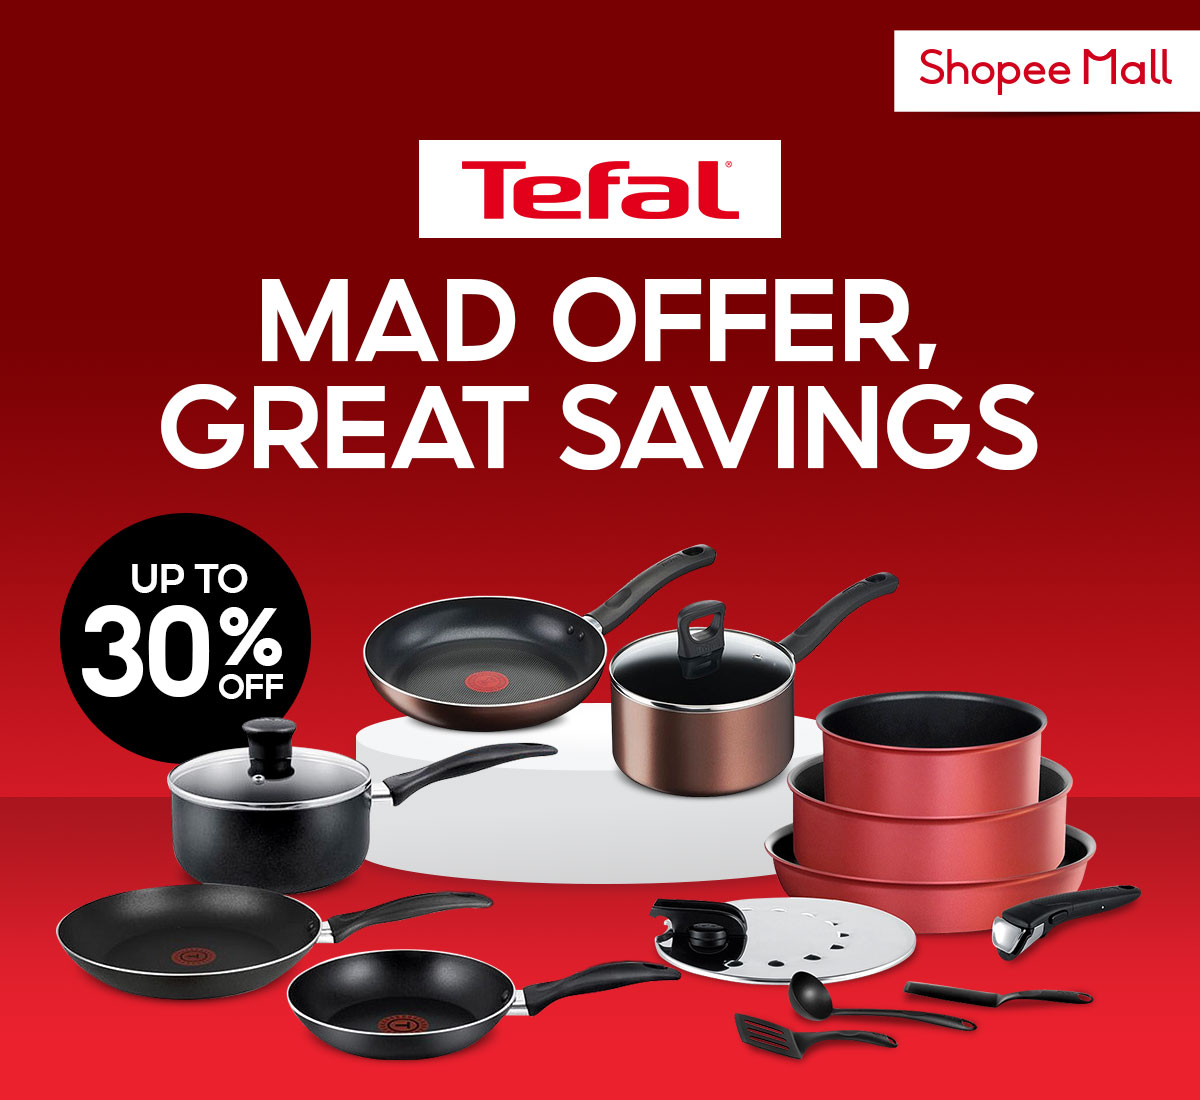 Shopee Mall
Tefal®
MAD OFFER,
GREAT SAVINGS
UP TO
30%
OFF